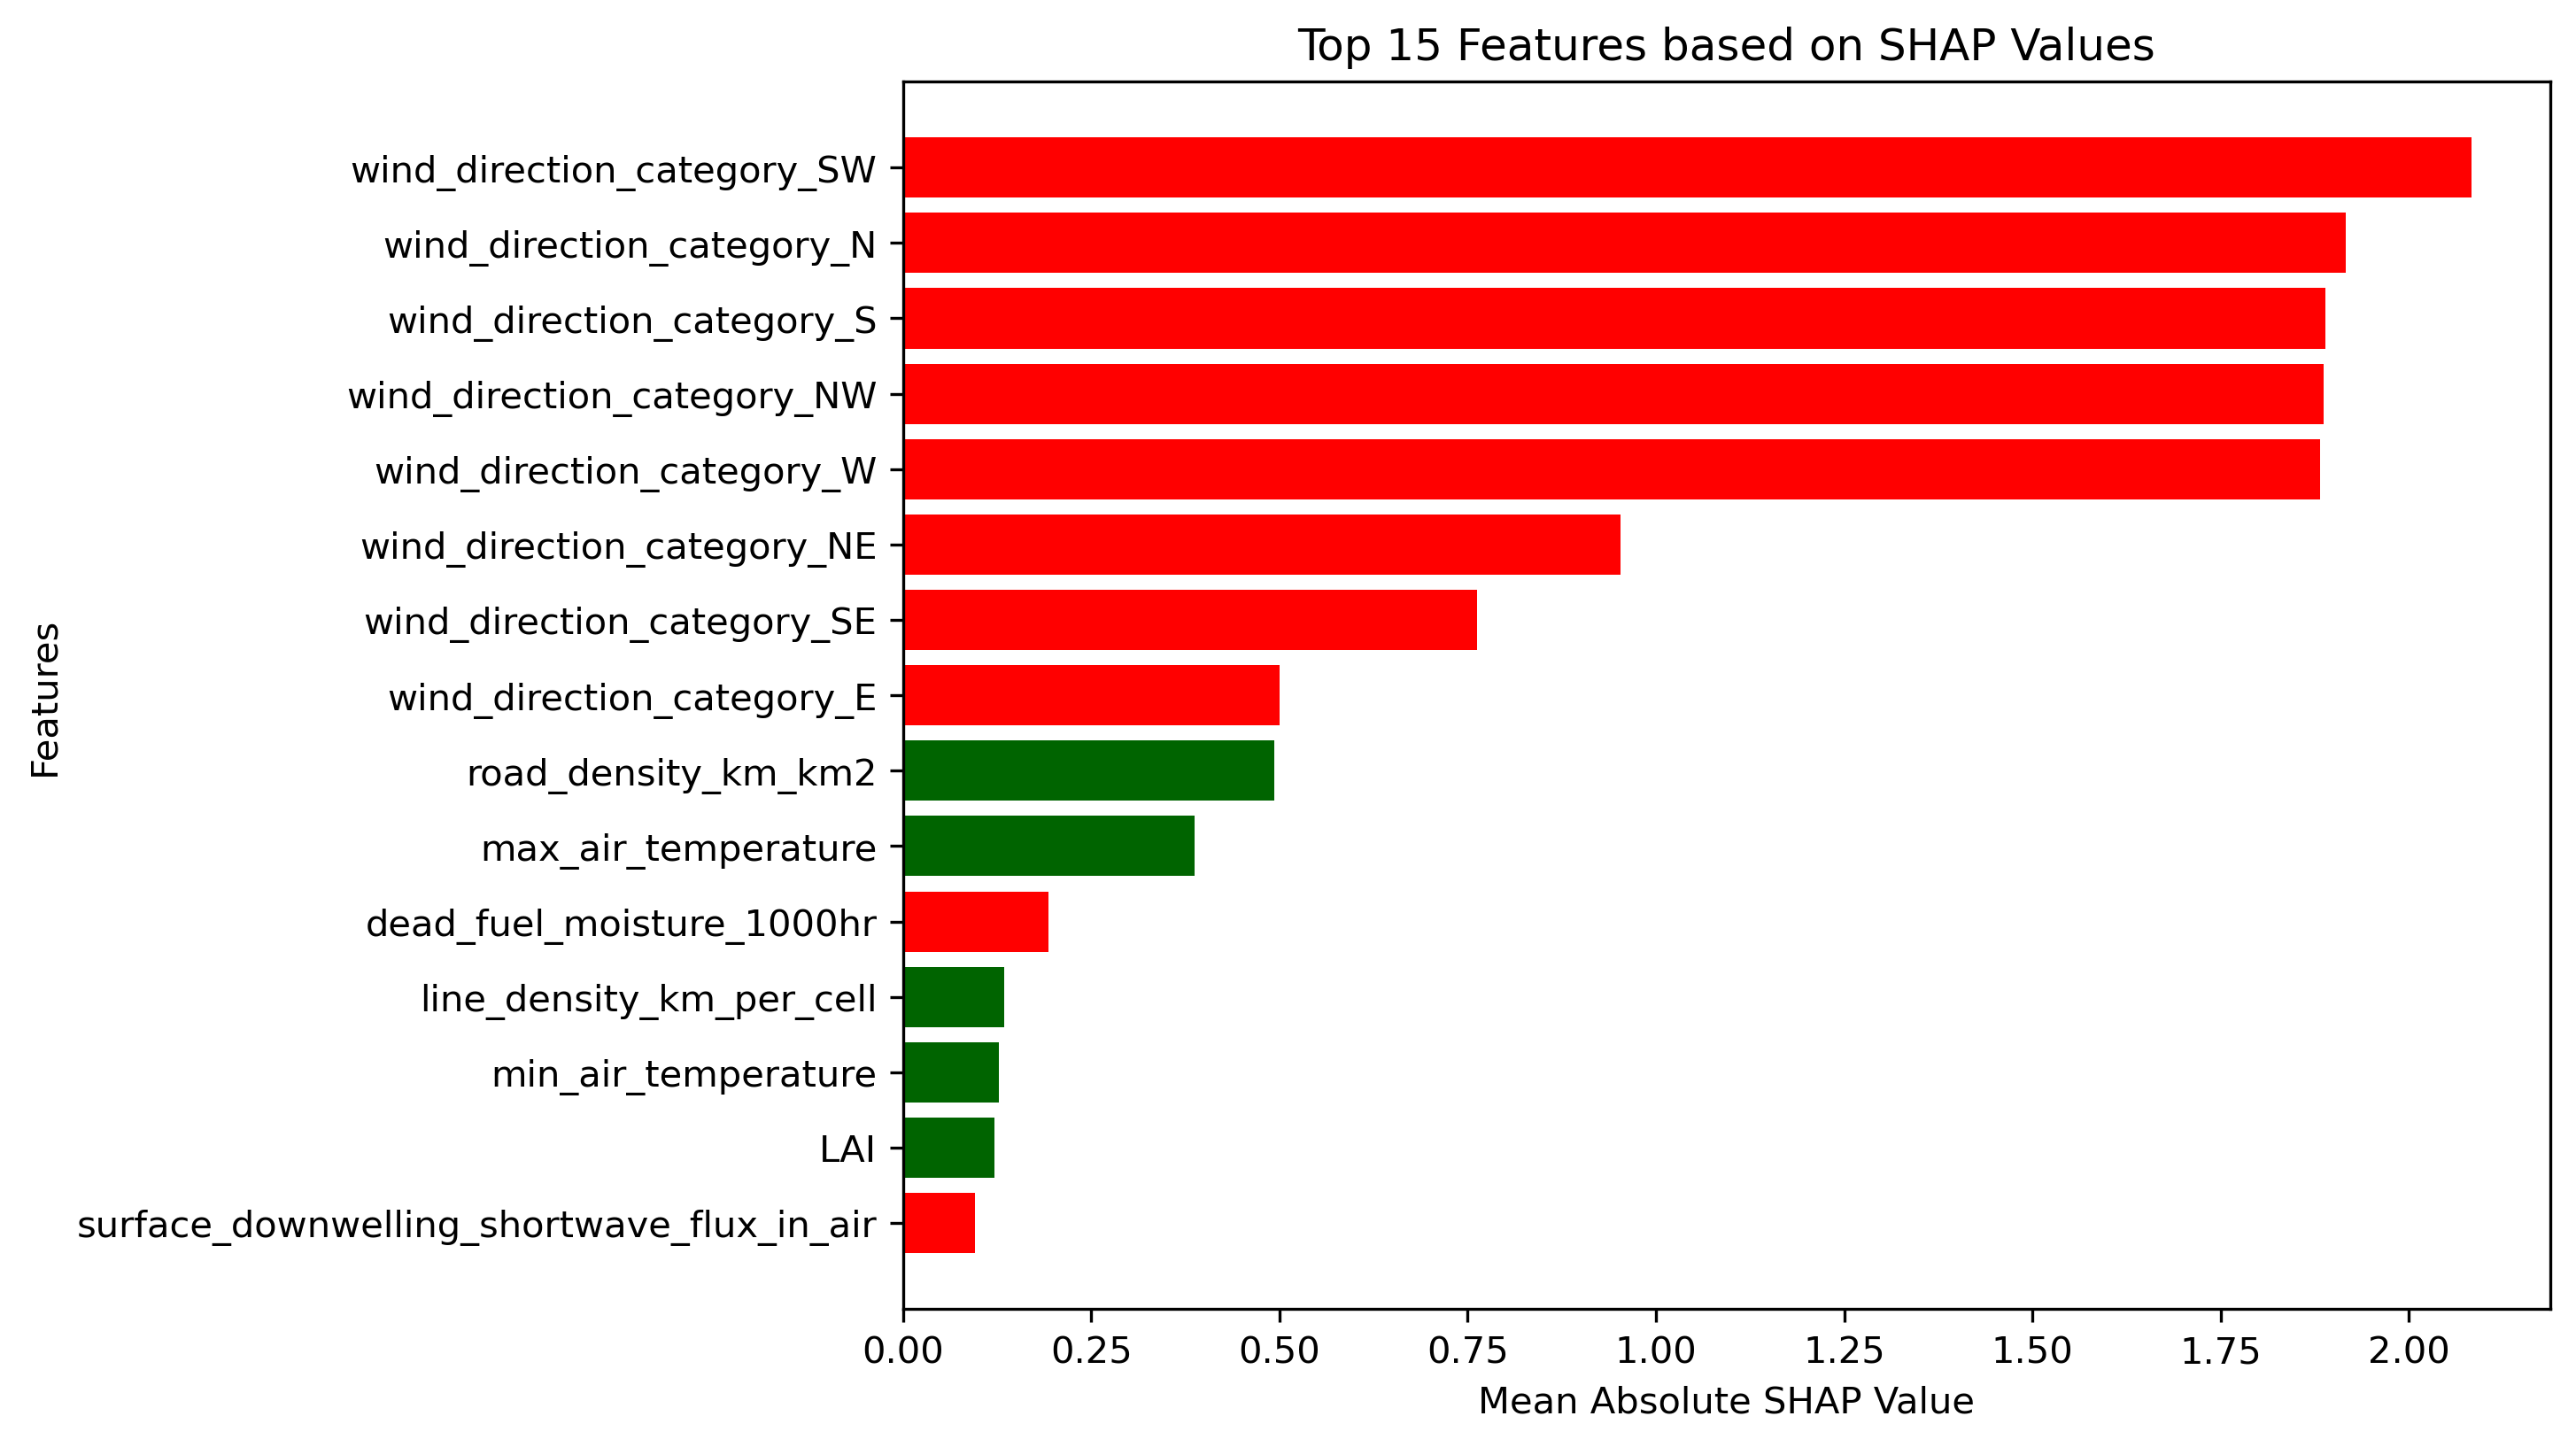 Top 15 Features based on SHAP Values
wind_direction_category_SW
wind_direction_category_N
wind_direction_category_S
wind_direction_category_NW
wind_direction_category_W
wind_direction_category_NE
wind_direction_category_SE
wind_direction_category_E
road_density_km_km2
max_air_temperature
dead_fuel_moisture_1000hr
line_density_km_per_cell
min_air_temperature
LAI
surface_downwelling_shortwave_flux_in_air
Features
0.00 0.25 0.50 0.75 1.00 1.25 1.50 1.75 2.00
Mean Absolute SHAP Value